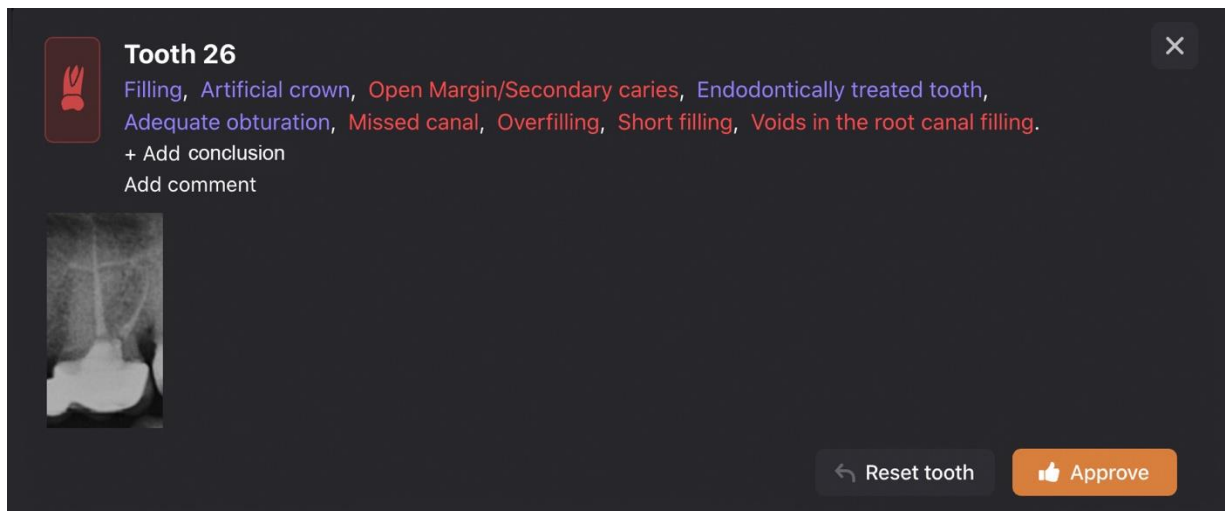 Tooth 26
Filling, Artificial crown, Open Margin/Secondary caries, Endodontically treated tooth,
Adequate obturation, Missed canal, Overfilling, Short filling, Voids in the root canal filling.
+ Add conclusion
Add comment
Reset tooth
Approve